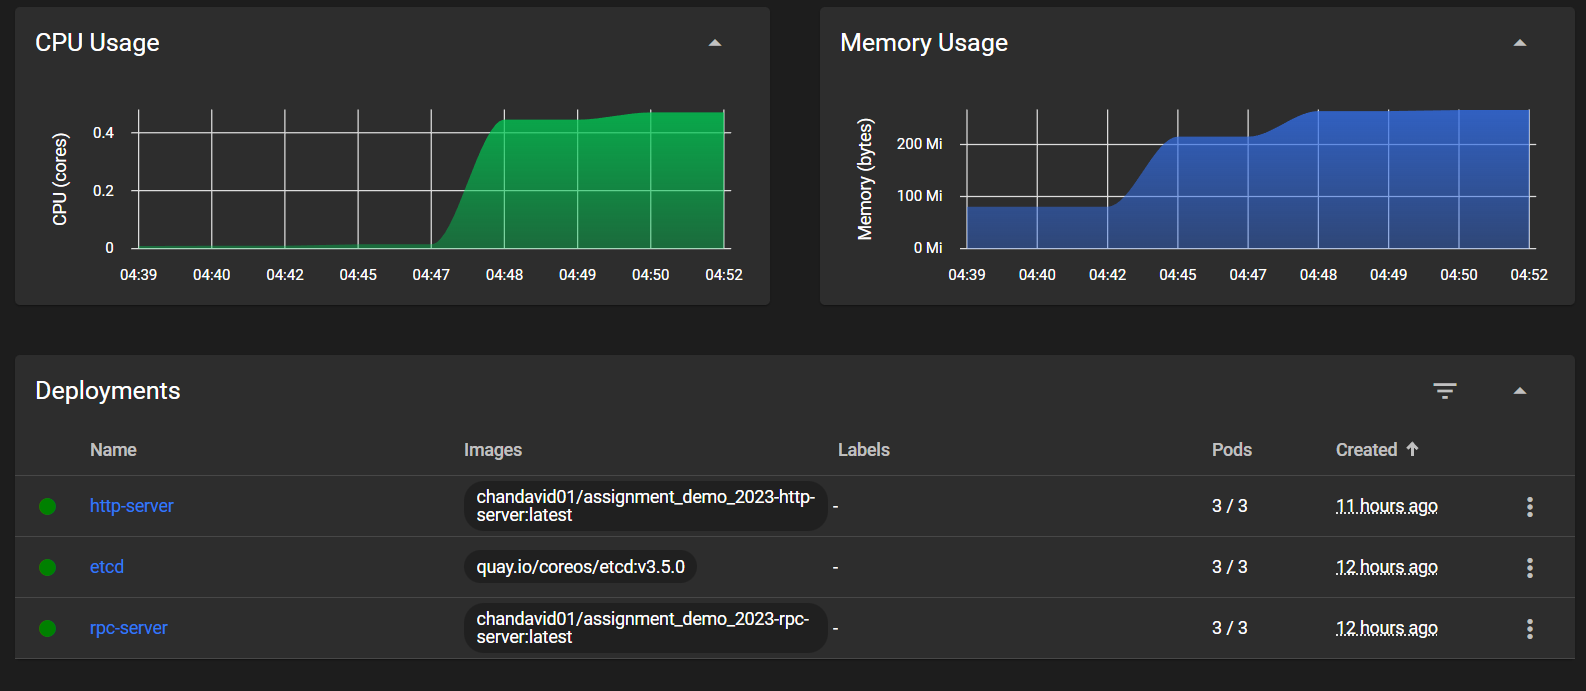 CPU Usage
CPU (cores)
0.4
0.2
0
04:39 04:40 04:42 04:45 04:47 04:48 04:49 04:50 04:52
Memory Usage
Memory (bytes)
200 Mi
100 Mi
0 Mi
04:39 04:40 04:42 04:45 04:47 04:48 04:49 04:50 04:52
Deployments
Name Images Labels Pods Created
http-server chandavid01/assignment_demo_2023-http-
server:latest - 3 / 3 11 hours ago
etcd quay.io/coreos/etcd:v3.5.0 - 3 / 3 12 hours ago
rpc-server chandavid01/assignment_demo_2023-rpc-
server:latest - 3 / 3 12 hours ago